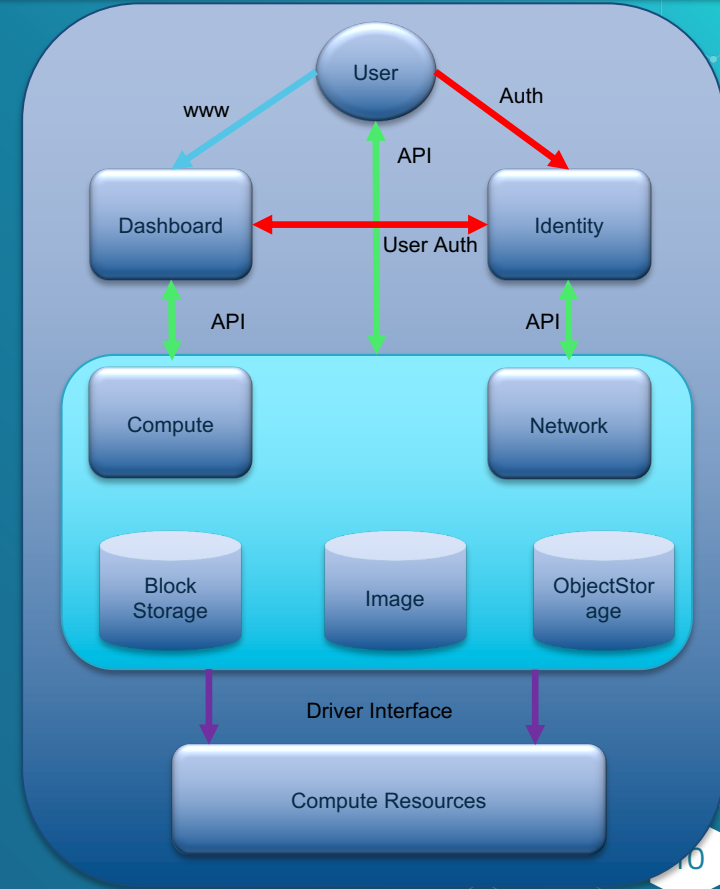 User
www
Auth
API
Dashboard
Identity
User Auth
API
API
Compute
Network
Block
Storage
Image
ObjectStor
age
Driver Interface
Compute Resources
10